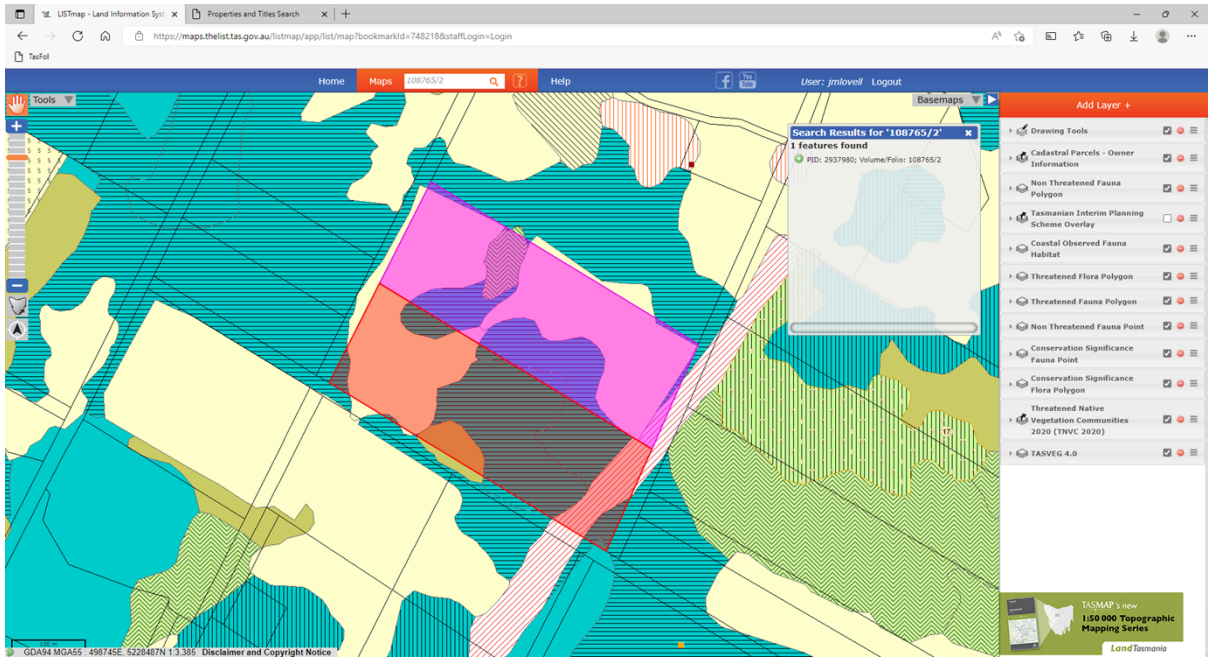 LISTmap - Land Information Syst
Properties and Titles Search
https://maps.thelist.tas.gov.au/listmap/app/list/map?bookmarkId=748218&staffLogin=Login
TasFol
Home Maps 108765/2 ? Help You Tube User: jmlovell Logout
Tools
Basemaps
Add Layer +
Search Results for '108765/2'
1 features found
PID: 2937980; Volume/Folio: 108765/2
Drawing Tools
Cadastral Parcels - Owner
Information
Non Threatened Fauna
Polygon
Tasmanian Interim Planning
Scheme Overlay
Coastal Observed Fauna
Habitat
Threatened Flora Polygon
Threatened Fauna Polygon
Non Threatened Fauna Point
Conservation Significance
Fauna Point
Conservation Significance
Flora Polygon
Threatened Native
Vegetation Communities
2020 (TNVC 2020)
TASVEG 4.0
17
100 m
GDA94 MGA55 : 498745E, 5228487N 1:3,385 Disclaimer and Copyright Notice
TASMAP's new
1:50 000 Topographic
Mapping Series
LandTasmania